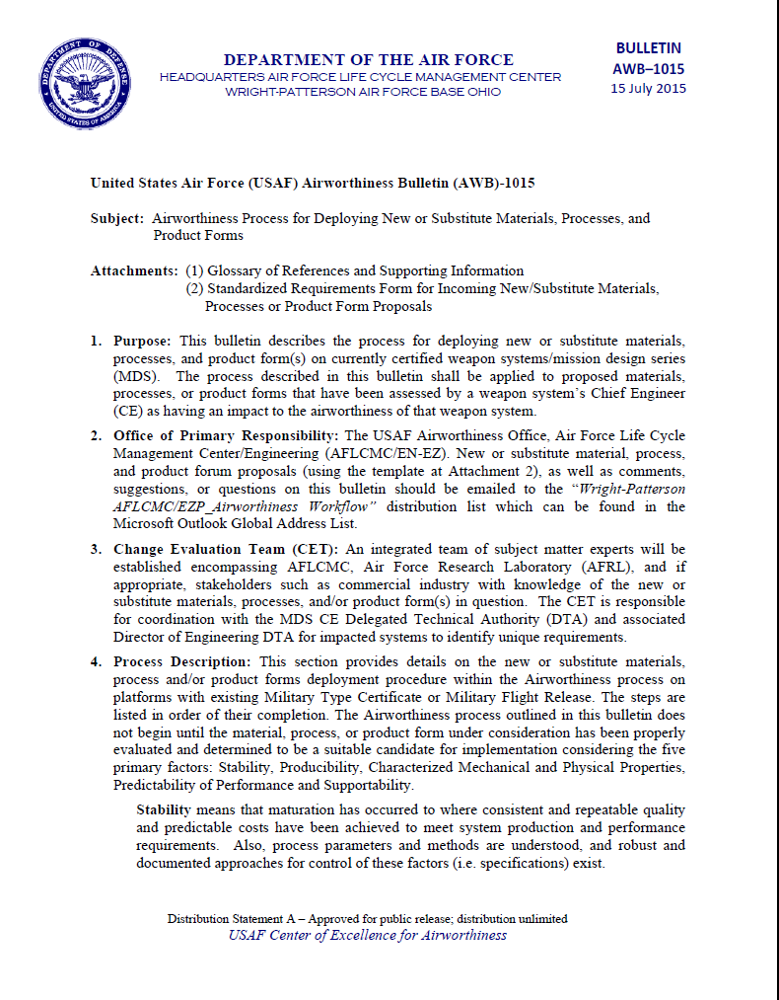 DEPARTMENT OF DEFENSE
UNITED STATES OF AMERICA
DEPARTMENT OF THE AIR FORCE
HEADQUARTERS AIR FORCE LIFE CYCLE MANAGEMENT CENTER
WRIGHT-PATTERSON AIR FORCE BASE OHIO
BULLETIN
AWB–1015
15 July 2015
United States Air Force (USAF) Airworthiness Bulletin (AWB)-1015
Subject: Airworthiness Process for Deploying New or Substitute Materials, Processes, and
Product Forms
Attachments: (1) Glossary of References and Supporting Information
(2) Standardized Requirements Form for Incoming New/Substitute Materials,
Processes or Product Form Proposals
1. Purpose: This bulletin describes the process for deploying new or substitute materials,
processes, and product form(s) on currently certified weapon systems/mission design series
(MDS). The process described in this bulletin shall be applied to proposed materials,
processes, or product forms that have been assessed by a weapon system's Chief Engineer
(CE) as having an impact to the airworthiness of that weapon system.
2. Office of Primary Responsibility: The USAF Airworthiness Office, Air Force Life Cycle
Management Center/Engineering (AFLCMC/EN-EZ). New or substitute material, process,
and product forum proposals (using the template at Attachment 2), as well as comments,
suggestions, or questions on this bulletin should be emailed to the "Wright-Patterson
AFLCMC/EZP_Airworthiness Workflow" distribution list which can be found in the
Microsoft Outlook Global Address List.
3. Change Evaluation Team (CET): An integrated team of subject matter experts will be
established encompassing AFLCMC, Air Force Research Laboratory (AFRL), and if
appropriate, stakeholders such as commercial industry with knowledge of the new or
substitute materials, processes, and/or product form(s) in question. The CET is responsible
for coordination with the MDS CE Delegated Technical Authority (DTA) and associated
Director of Engineering DTA for impacted systems to identify unique requirements.
4. Process Description: This section provides details on the new or substitute materials,
process and/or product forms deployment procedure within the Airworthiness process on
platforms with existing Military Type Certificate or Military Flight Release. The steps are
listed in order of their completion. The Airworthiness process outlined in this bulletin does
not begin until the material, process, or product form under consideration has been properly
evaluated and determined to be a suitable candidate for implementation considering the five
primary factors: Stability, Producibility, Characterized Mechanical and Physical Properties,
Predictability of Performance and Supportability.
Stability means that maturation has occurred to where consistent and repeatable quality
and predictable costs have been achieved to meet system production and performance
requirements. Also, process parameters and methods are understood, and robust and
documented approaches for control of these factors (i.e. specifications) exist.
Distribution Statement A – Approved for public release; distribution unlimited
USAF Center of Excellence for Airworthiness